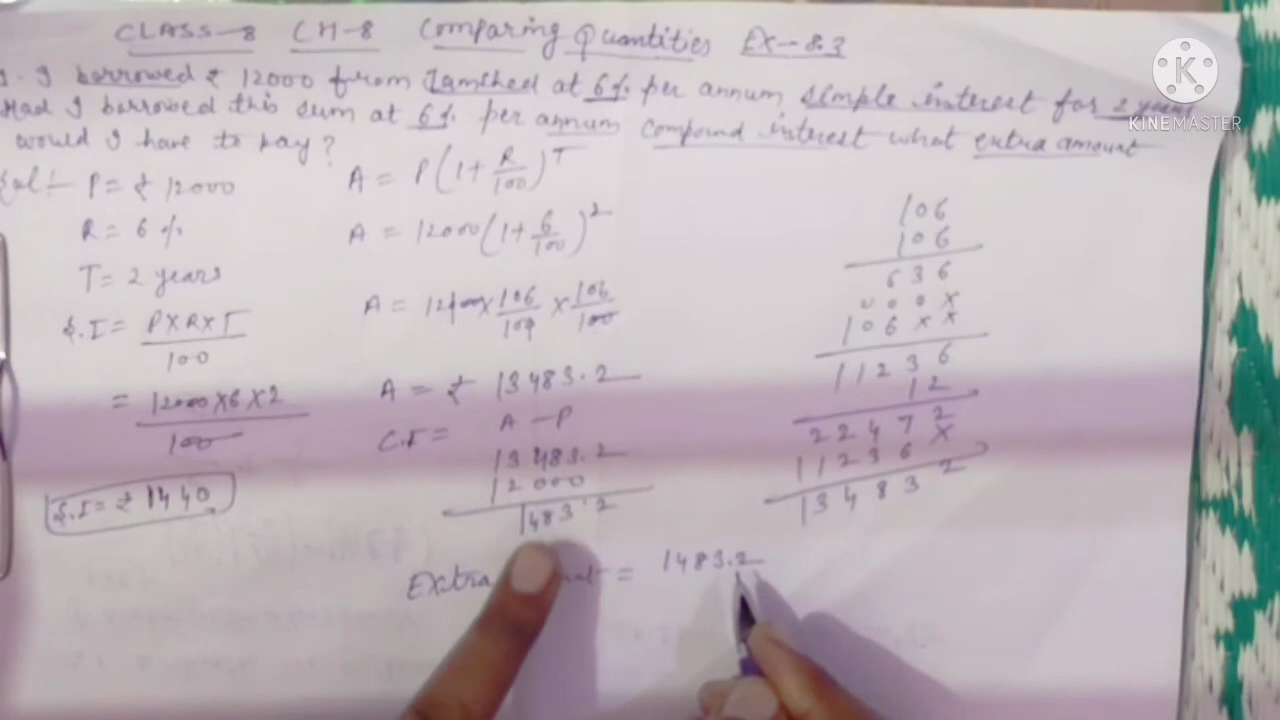 CLASS-8 CH-8 Comparing Quantities EX-8.3
I borrowed ₹ 12000 from Jamshed at 6% per annum simple interest for 2 years
Had I borrowed this sum at 6% per annum compound interest what extra amount
would I have to pay?
Sol:- P = ₹ 12000
R = 6 %
T = 2 years
S.I = P×R×T
100
= 12000×6×2
100
S.I = ₹ 1440
A = P(1+R/100)^T
A = 12000(1+6/100)^2
A = 12000×106/100×106/100
A = ₹ 13483.2
C.I = A-P
13483.2
12000
1483.2
Extra = 1483.2
106
106
636
000×
106××
11236
12
22472
11236×
134832
KINEMASTER